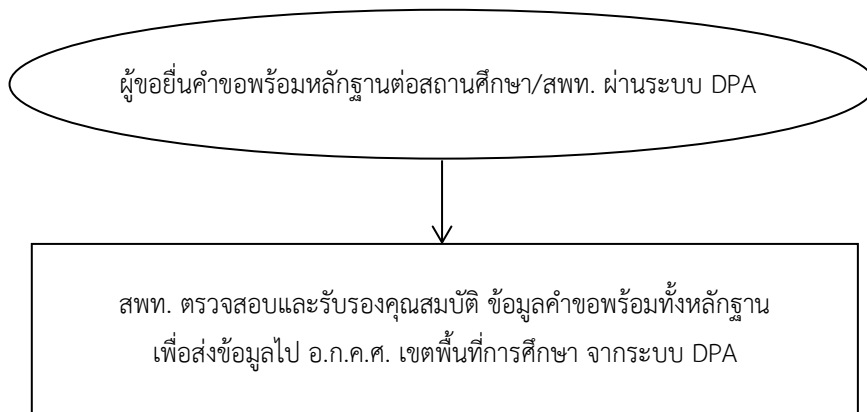 ผู้ขอยื่นคำขอพร้อมหลักฐานต่อสถานศึกษา/สพท. ผ่านระบบ DPA
สพท. ตรวจสอบและรับรองคุณสมบัติ ข้อมูลคำขอพร้อมทั้งหลักฐาน
เพื่อส่งข้อมูลไป อ.ก.ค.ศ. เขตพื้นที่การศึกษา จากระบบ DPA